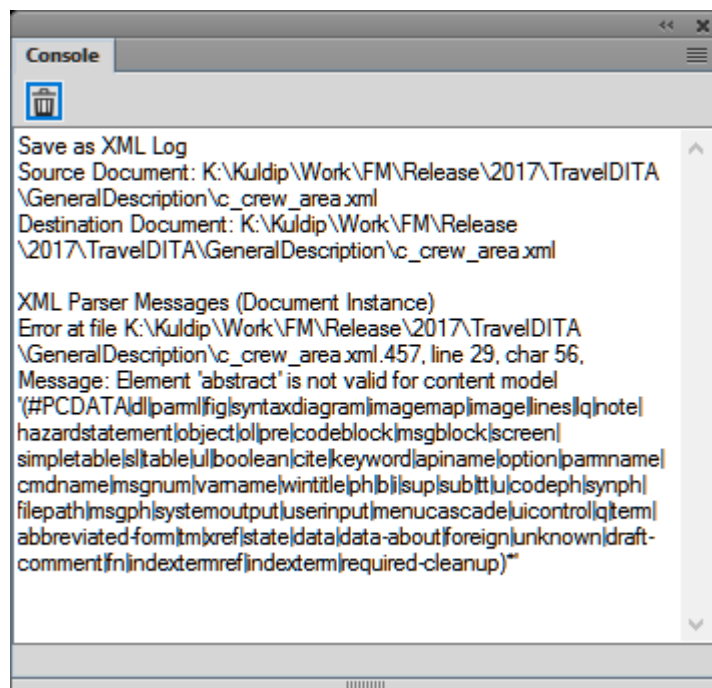 Console
Save as XML Log
Source Document: K:\Kuldip\Work\FM\Release\2017\TravelDITA
\GeneralDescription\c_crew_area.xml
Destination Document: K:\Kuldip\Work\FM\Release
\2017\TravelDITA\GeneralDescription\c_crew_area.xml
XML Parser Messages (Document Instance)
Error at file K:\Kuldip\Work\FM\Release\2017\TravelDITA
\GeneralDescription\c_crew_area.xml.457, line 29, char 56,
Message: Element 'abstract' is not valid for content model
'(#PCDATA|dl|parml|fig|syntaxdiagram|imagemap|image|lines|lq|note|
hazardstatement|object|ol|pre|codeblock|msgblock|screen|
simpletable|sl|table|ul|boolean|cite|keyword|apiname|option|parmname|
cmdname|msgnum|varname|wintitle|ph|b|i|sup|sub|tt|u|codeph|synph|
filepath|msgph|systemoutput|userinput|menucascade|uicontrol|q|term|
abbreviated-form|tm|xref|state|data|data-about|foreign|unknown|draft-
comment|fn|indextermref|indexterm|required-cleanup)*'